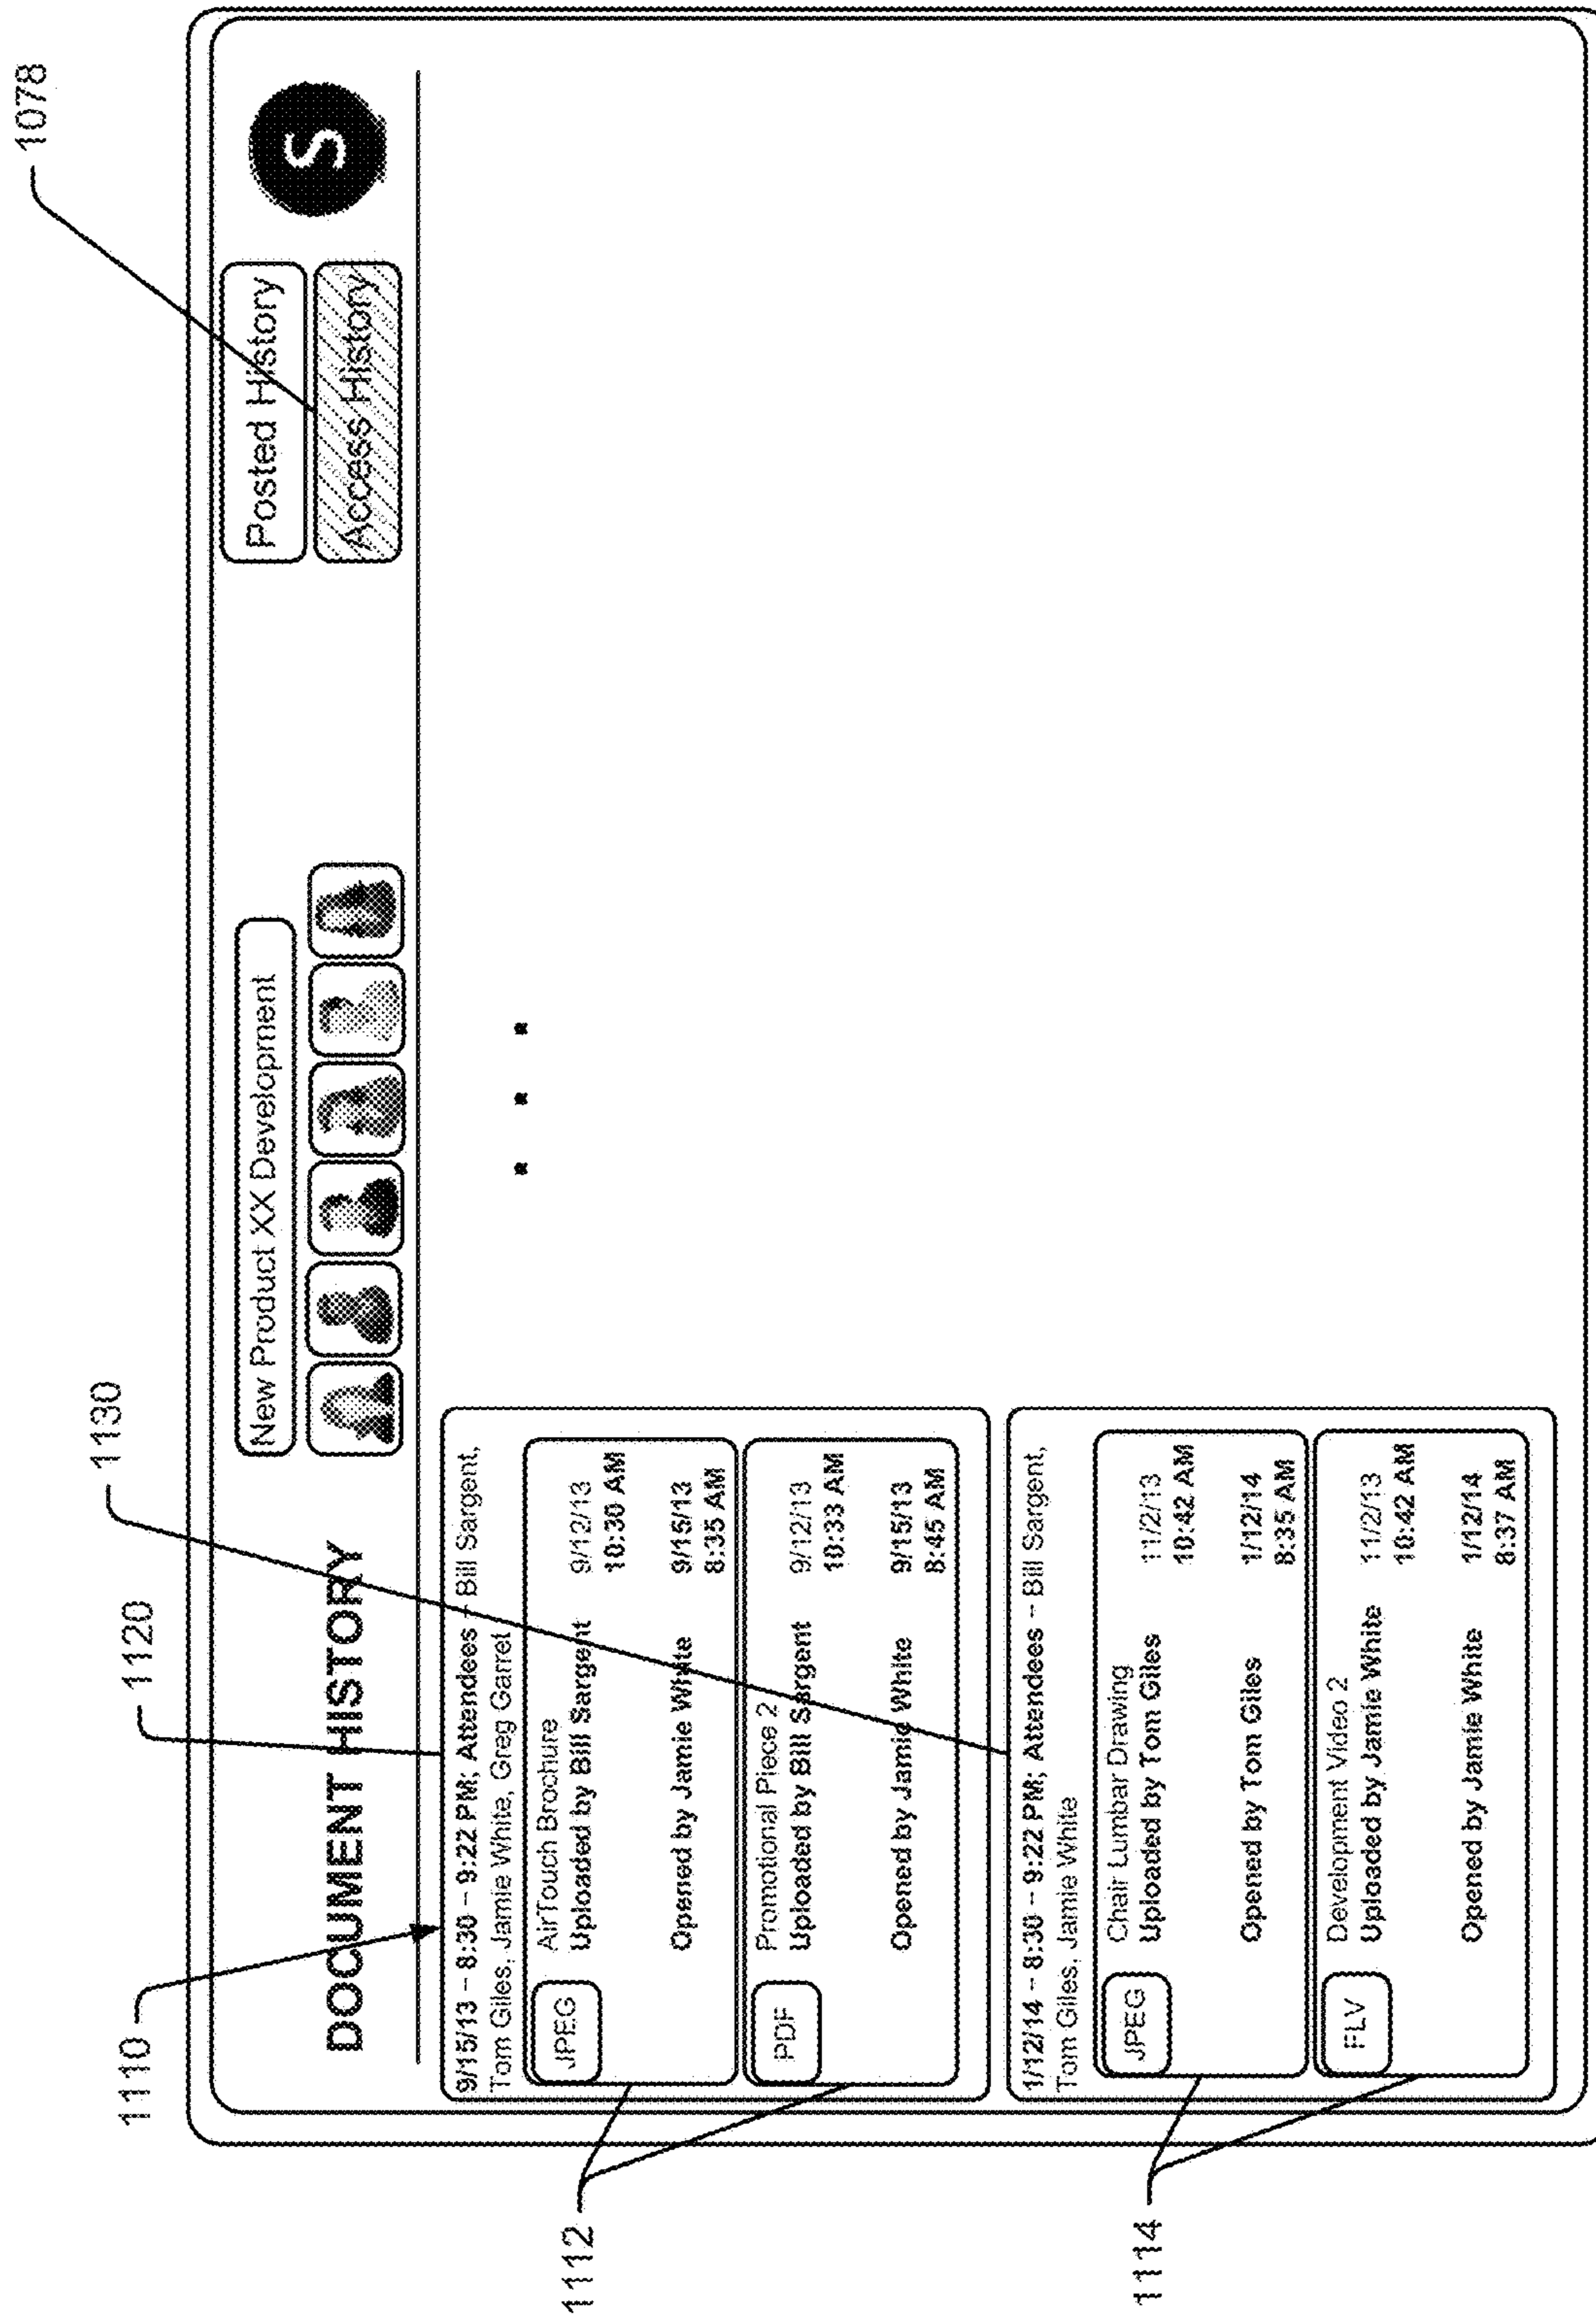 1078
1130
1120
1110
DOCUMENT HISTORY
New Product XX Development
Posted History
Access History
S
9/15/13 – 8:30 – 9:22 PM; Attendees – Bill Sargent,
Tom Giles, Jamie White, Greg Garret
JPEG
AirTouch Brochure 9/12/13
Uploaded by Bill Sargent 10:30 AM
Opened by Jamie White 9/15/13
8:35 AM
PDF
Promotional Piece 2 9/12/13
Uploaded by Bill Sargent 10:33 AM
Opened by Jamie White 9/15/13
8:45 AM
1112
1/12/14 – 8:30 – 9:22 PM; Attendees – Bill Sargent,
Tom Giles, Jamie White
JPEG
Chair Lumbar Drawing 11/2/13
Uploaded by Tom Giles 10:42 AM
Opened by Tom Giles 1/12/14
8:35 AM
FLV
Development Video 2 11/2/13
Uploaded by Jamie White 10:42 AM
Opened by Jamie White 1/12/14
8:37 AM
1114